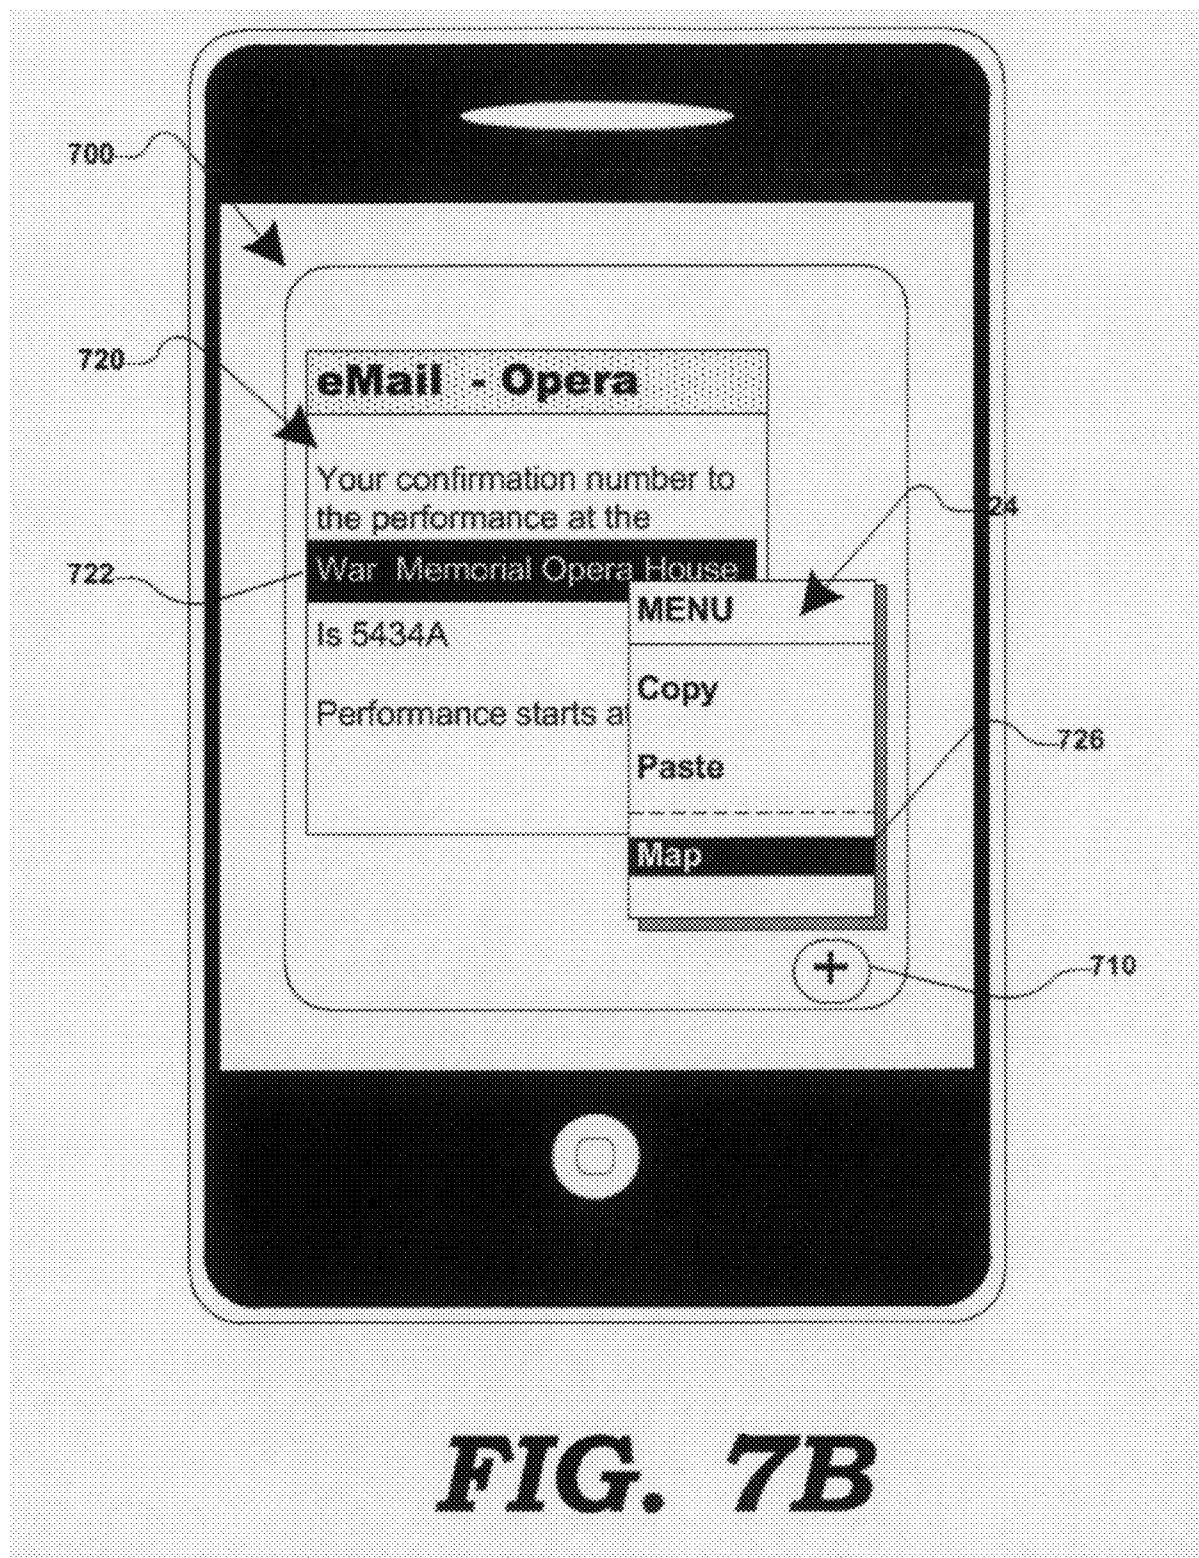 700
720
eMail - Opera
Your confirmation number to
the performance at the
24
722
War Memorial Opera House
MENU
Is 5434A
Copy
Performance starts
726
Paste
Map
+
710
FIG. 7B